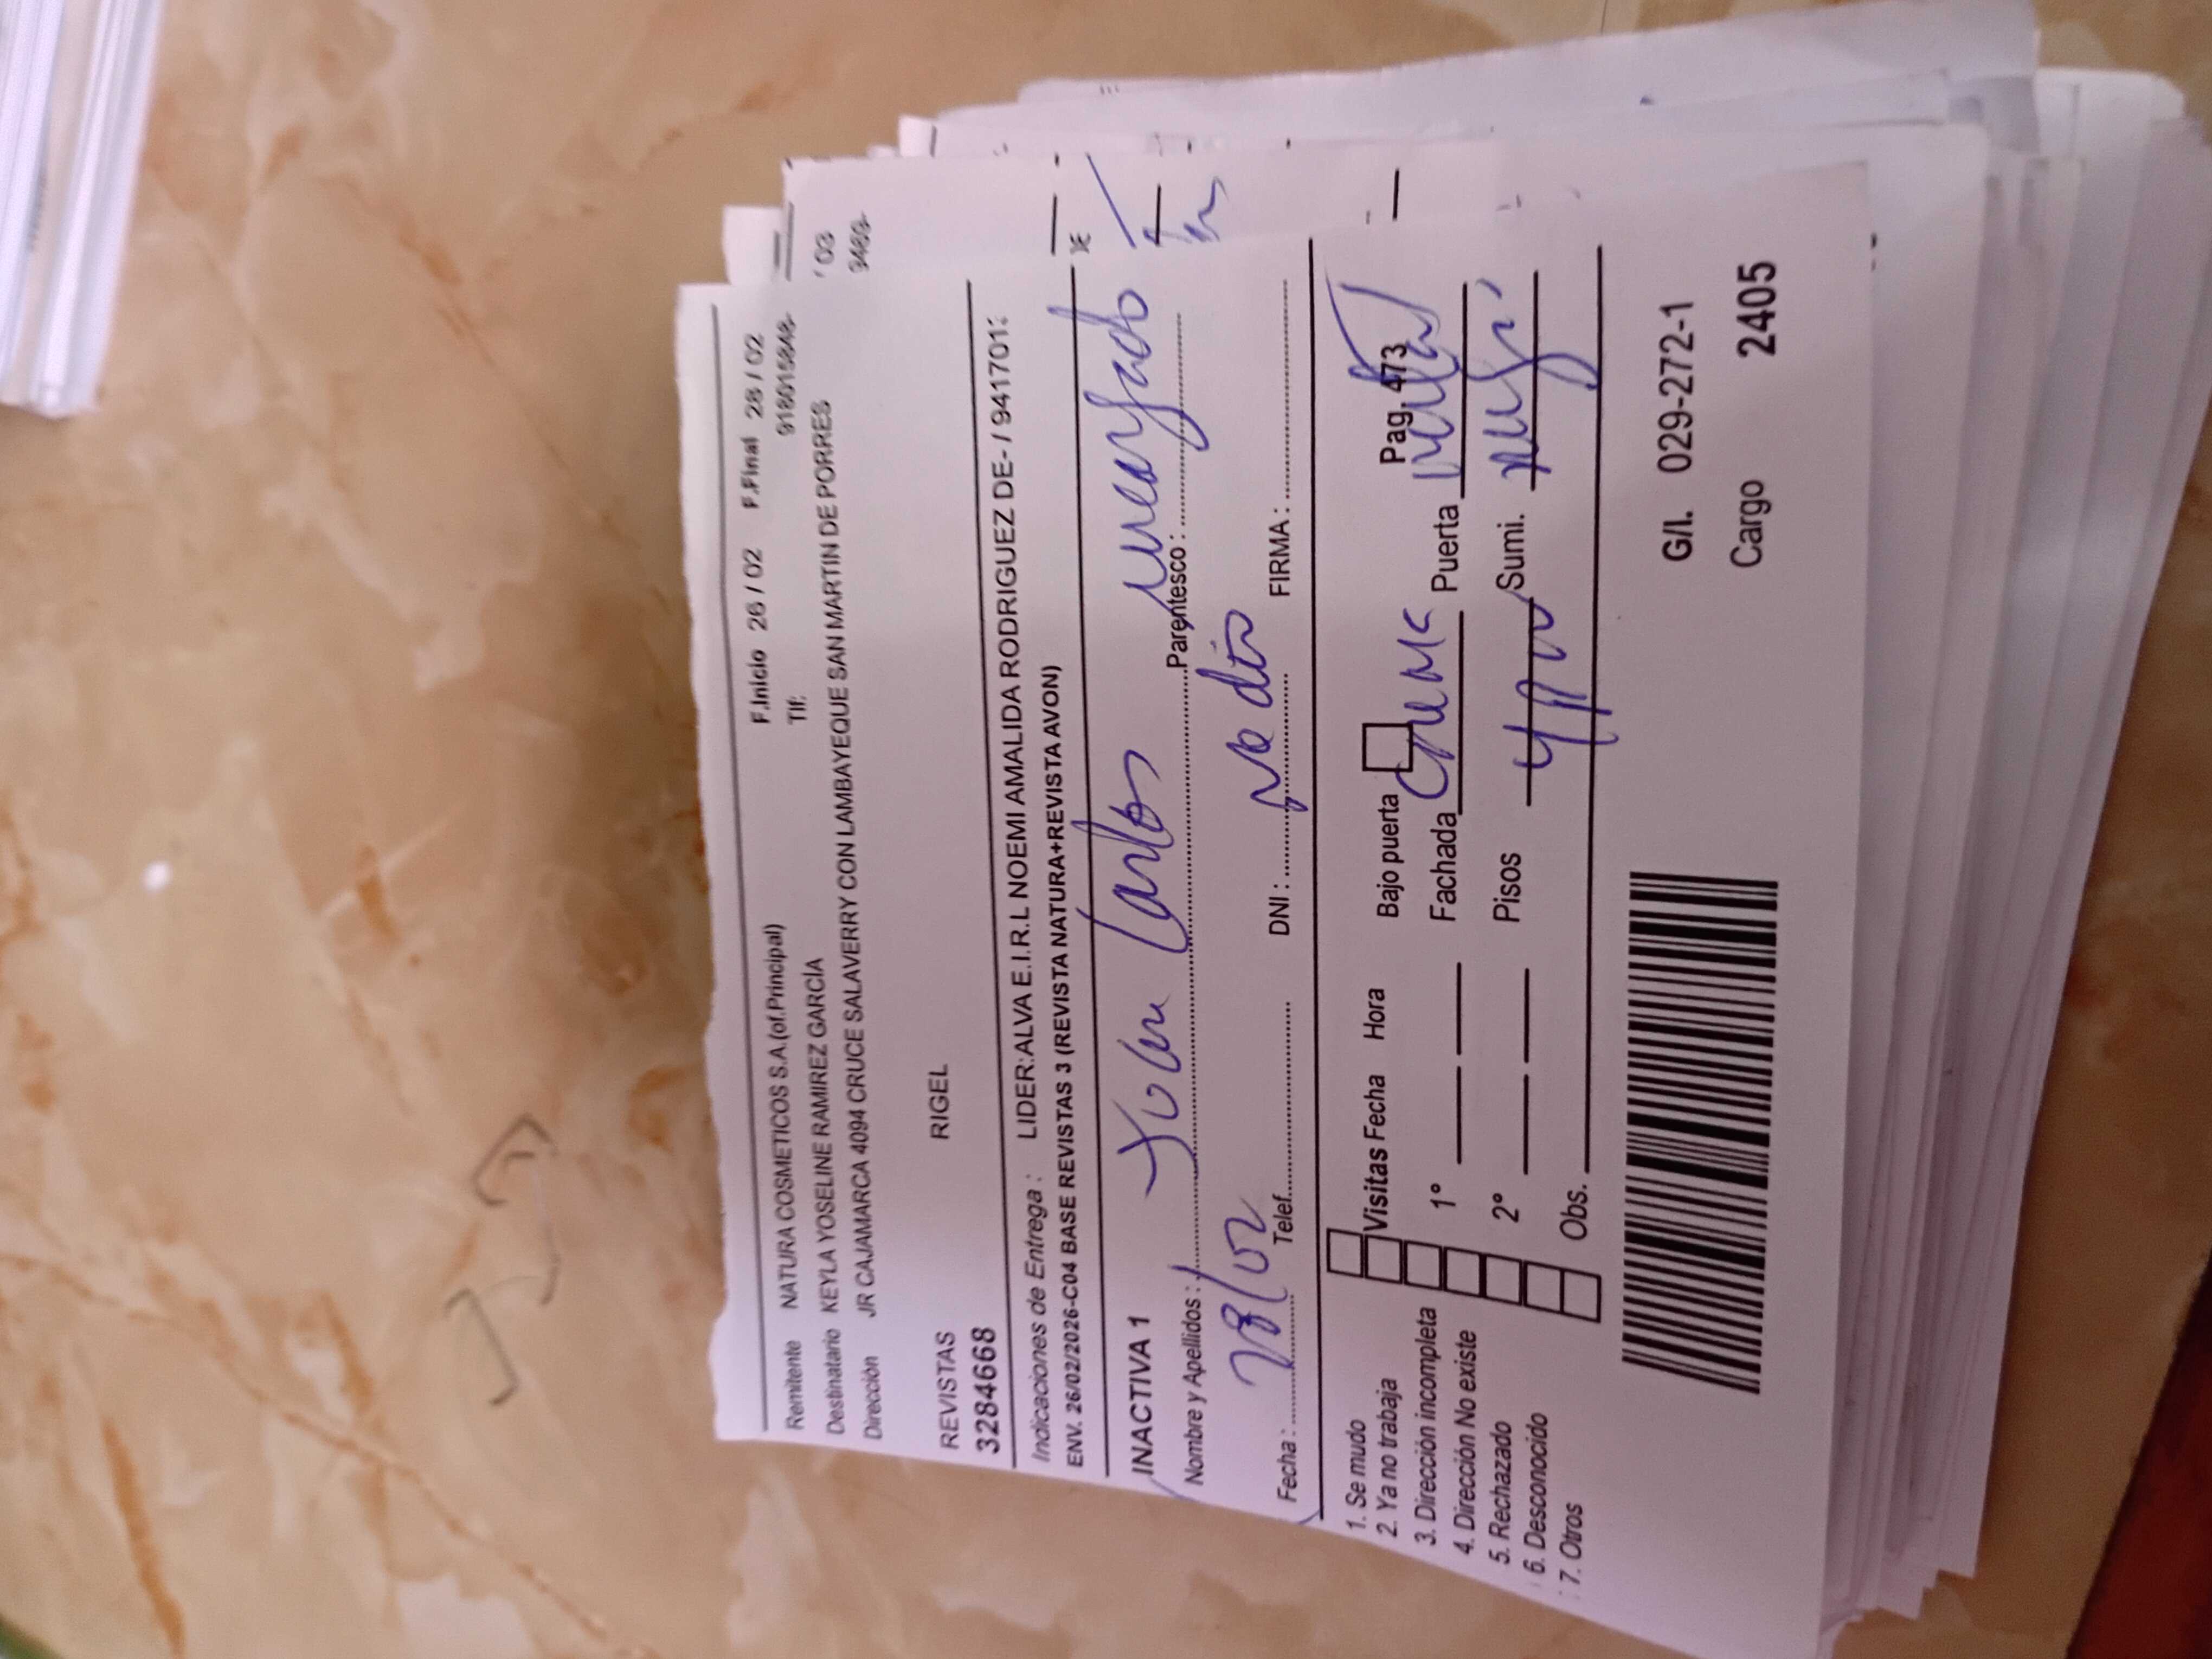 F.Inicio 26 / 02 F.Final 28 / 02
Remitente NATURA COSMETICOS S.A.(of.Principal) Tlf:
Destinatario KEYLA YOSELINE RAMIREZ GARCÍA
Dirección JR CAJAMARCA 4094 CRUCE SALAVERRY CON LAMBAYEQUE SAN MARTIN DE PORRES
REVISTAS RIGEL
3284668
Indicaciones de Entrega : LIDER:ALVA E.I.R.L NOEMI AMALIDA RODRIGUEZ DE- / 941701
ENV. 26/02/2026-C04 BASE REVISTAS 3 (REVISTA NATURA+REVISTA AVON)
INACTIVA 1
Nombre y Apellidos : Carlos Parentesco :
Fecha : 28/02 Telef. DNI : No dio FIRMA :
1. Se mudo
2. Ya no trabaja Visitas Fecha Hora Bajo puerta Pag. 473
3. Dirección incompleta 1° Fachada Puerta
4. Dirección No existe
5. Rechazado 2° Pisos Sumi.
6. Desconocido
7. Otros Obs.
G/I. 029-272-1
Cargo 2405